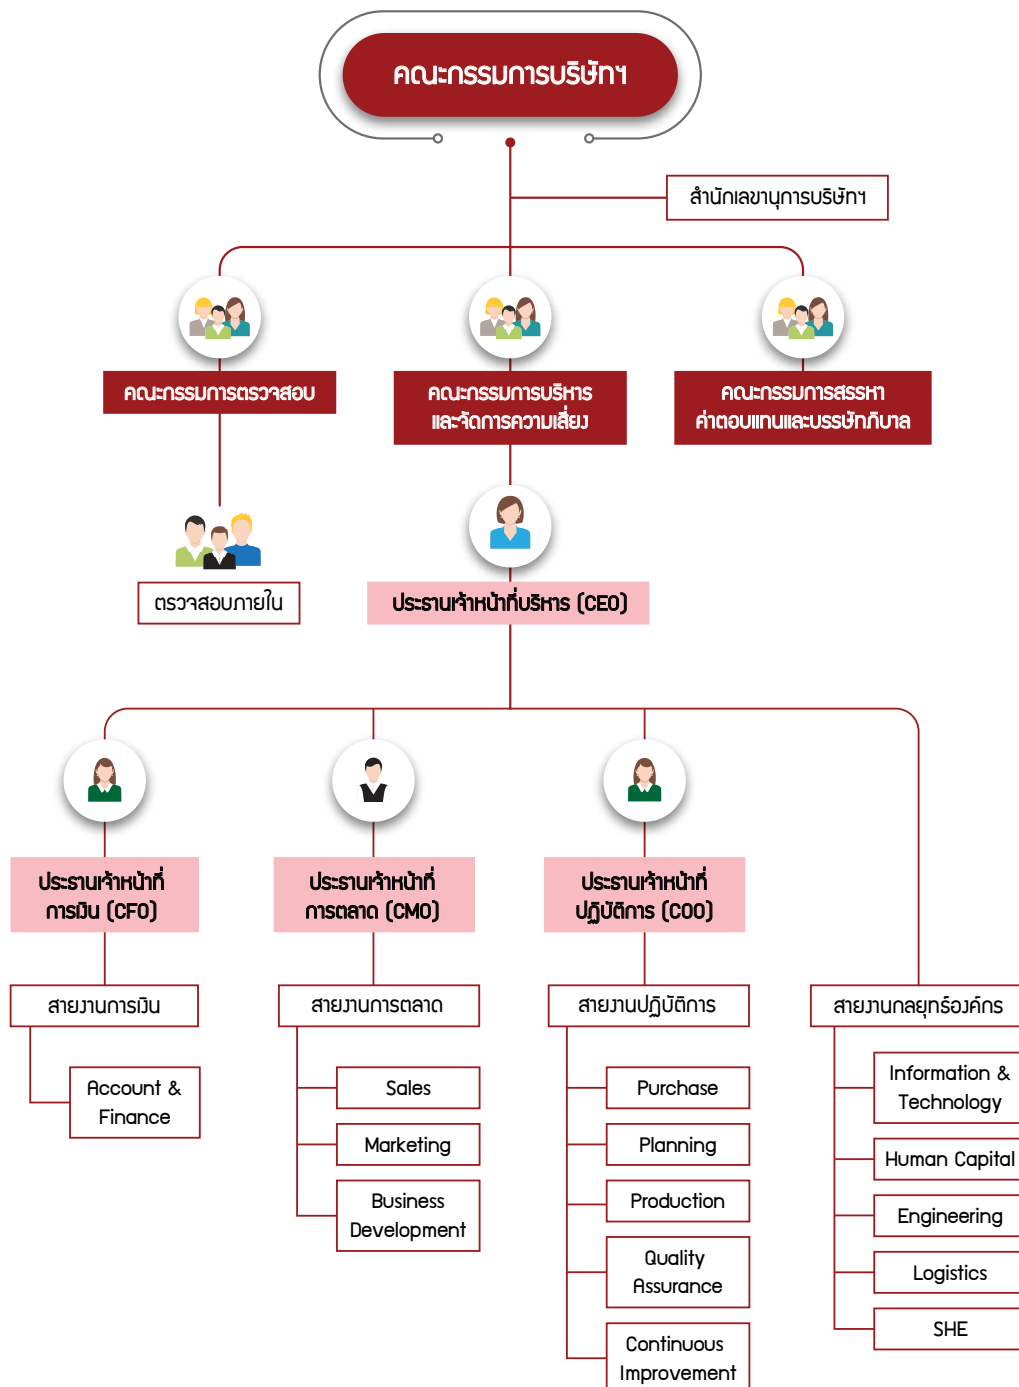 คณะกรรมการบริษัทฯ
สำนักเลขานุการบริษัทฯ
คณะกรรมการตรวจสอบ
คณะกรรมการบริหาร
และจัดการความเสี่ยง
คณะกรรมการสรรหา
ค่าตอบแทนและบรรษัทภิบาล
ตรวจสอบภายใน
ประธานเจ้าหน้าที่บริหาร (CEO)
ประธานเจ้าหน้าที่
การเงิน (CFO)
ประธานเจ้าหน้าที่
การตลาด (CMO)
ประธานเจ้าหน้าที่
ปฏิบัติการ (COO)
สายงานการเงิน
สายงานการตลาด
สายงานปฏิบัติการ
สายงานกลยุทธ์องค์กร
Account &
Finance
Sales
Marketing
Business
Development
Purchase
Planning
Production
Quality
Assurance
Continuous
Improvement
Information &
Technology
Human Capital
Engineering
Logistics
SHE